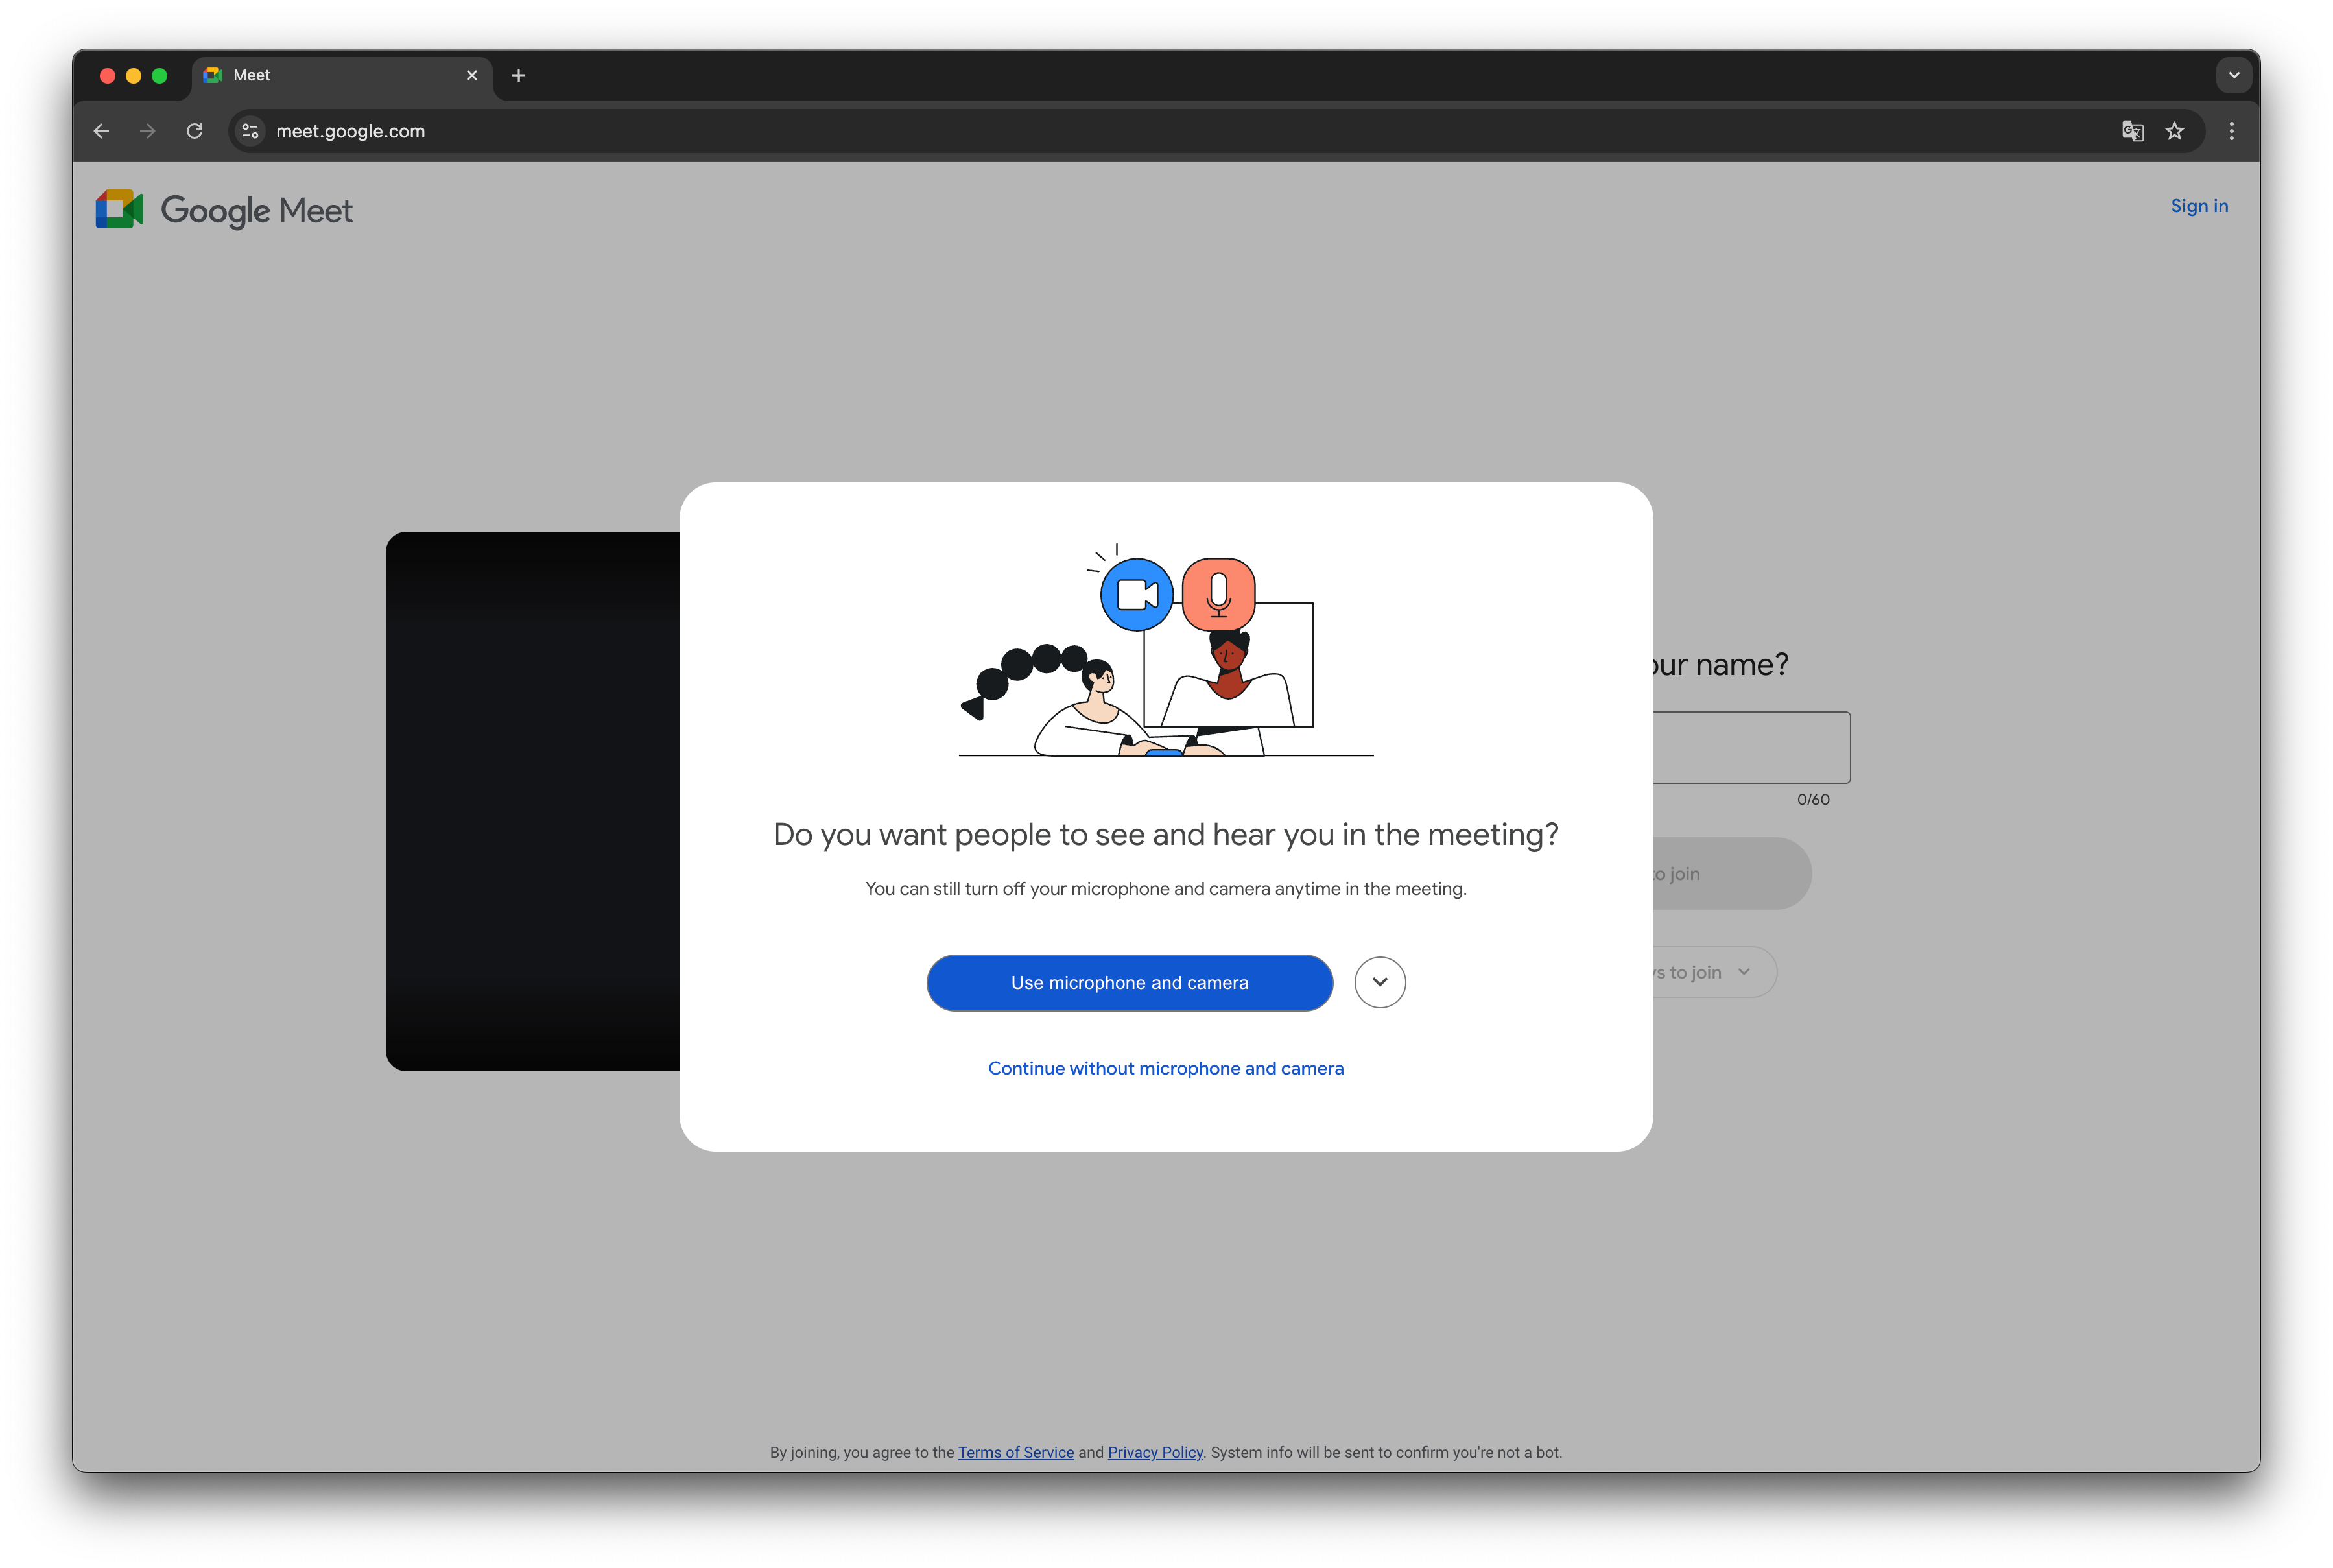 Meet
meet.google.com
Google Meet
Sign in
Do you want people to see and hear you in the meeting?
You can still turn off your microphone and camera anytime in the meeting.
Use microphone and camera
Continue without microphone and camera
name?
0/60
to join
to join
By joining, you agree to the Terms of Service and Privacy Policy. System info will be sent to confirm you're not a bot.